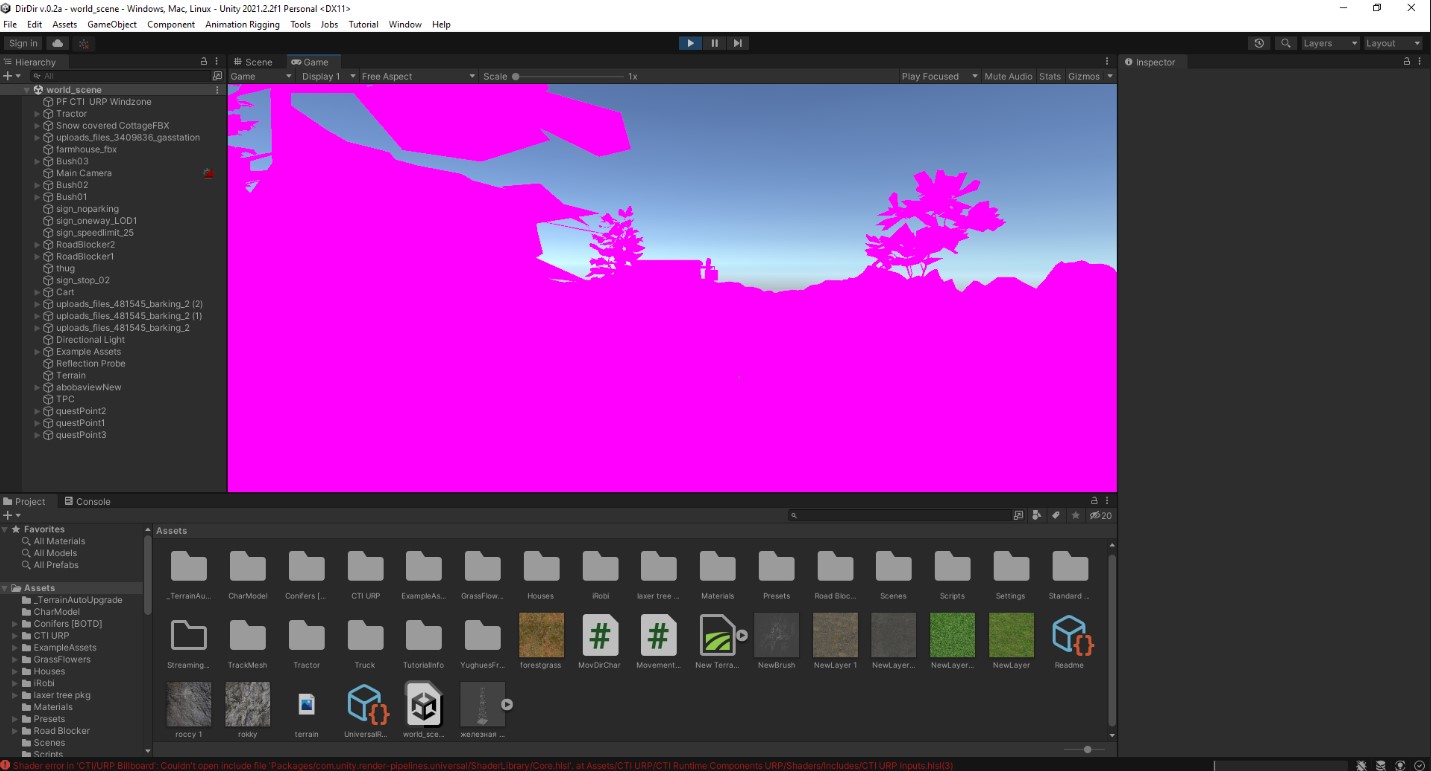 DirDir v.0.2a - world_scene - Windows, Mac, Linux - Unity 2021.2.2f1 Personal <DX11>
File Edit Assets GameObject Component Animation Rigging Tools Jobs Tutorial Window Help
Sign in
Layers Layout
Hierarchy
All
world_scene
PF CTI URP Windzone
Tractor
Snow covered CottageFBX
uploads_files_3409836_gasstation
farmhouse_fbx
Bush03
Main Camera
Bush02
Bush01
sign_noparking
sign_oneway_LOD1
sign_speedlimit_25
RoadBlocker2
RoadBlocker1
thug
sign_stop_02
Cart
uploads_files_481545_barking_2 (2)
uploads_files_481545_barking_2 (1)
uploads_files_481545_barking_2
Directional Light
Example Assets
Reflection Probe
Terrain
abobaviewNew
TPC
questPoint2
questPoint1
questPoint3
Scene Game
Game Display 1 Free Aspect Scale 1x Play Focused Mute Audio Stats Gizmos
Inspector
Project Console
20
Favorites
All Materials
All Models
All Prefabs
Assets
_TerrainAutoUpgrade
CharModel
Conifers [BOTD]
CTI URP
ExampleAssets
GrassFlowers
Houses
iRobi
laxer tree pkg
Materials
Presets
Road Blocker
Scenes
Scripts
Assets
_TerrainAu... CharModel Conifers [... CTI URP ExampleAs... GrassFlow... Houses iRobi laxer tree ... Materials Presets Road Bloc... Scenes Scripts Settings Standard ...
Streaming... TrackMesh Tractor Truck TutorialInfo YughuesFr... forestgrass MovDirChar Movement... New Terra... NewBrush NewLayer 1 NewLayer... NewLayer... NewLayer Readme
roccy 1 rokky terrain UniversalR... world_sce... железная ...
Shader error in 'CTI/URP Billboard': Couldn't open include file 'Packages/com.unity.render-pipelines.universal/ShaderLibrary/Core.hlsl'. at Assets/CTI URP/CTI Runtime Components URP/Shaders/Includes/CTI URP Inputs.hlsl(3)